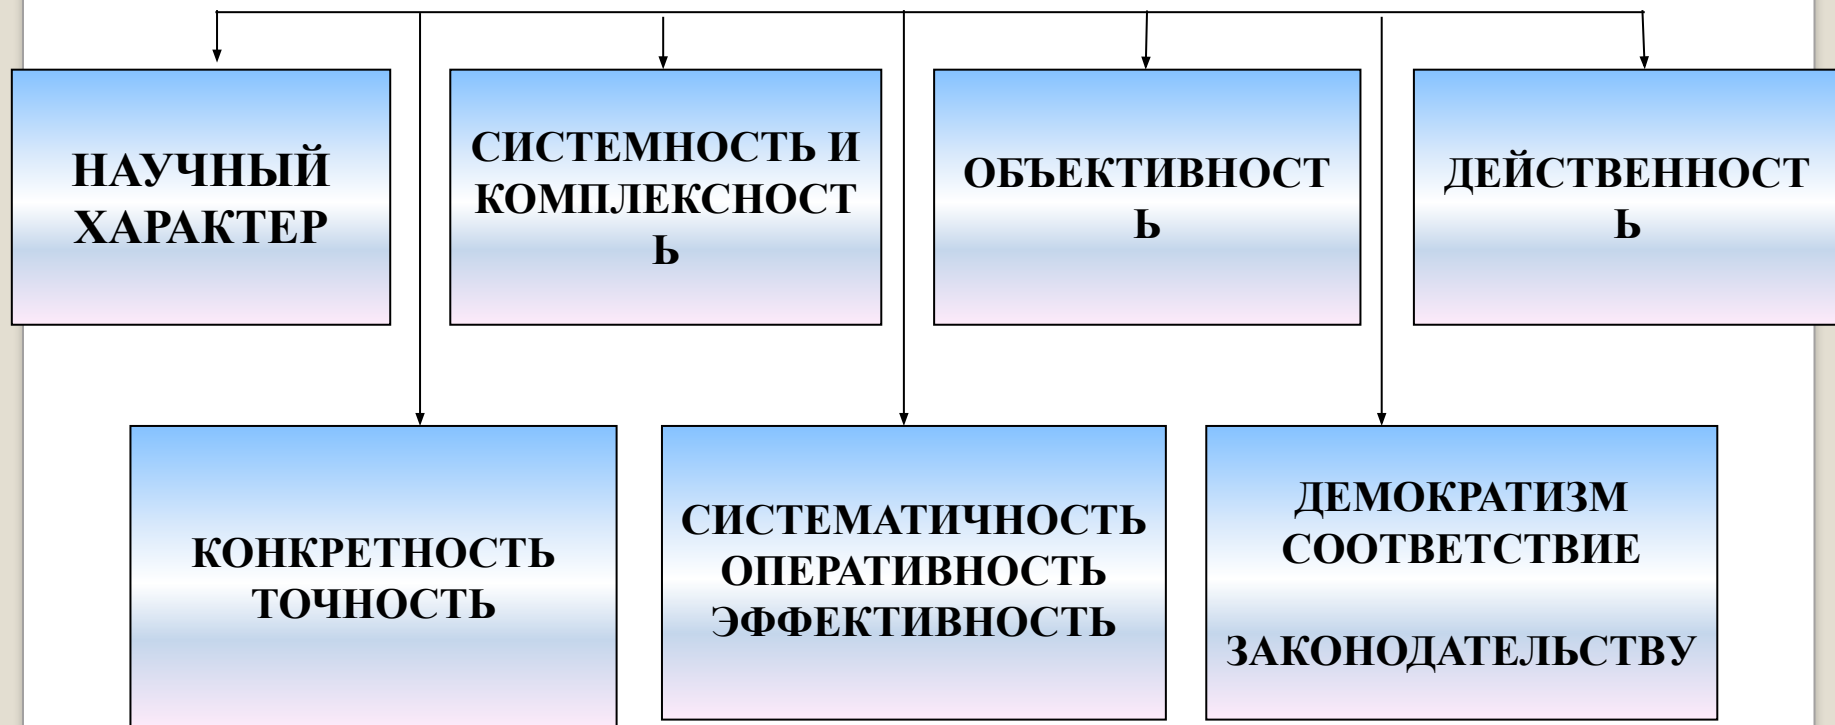 НАУЧНЫЙ
ХАРАКТЕР
СИСТЕМНОСТЬ И
КОМПЛЕКСНОСТ
Ь
ОБЪЕКТИВНОСТ
Ь
ДЕЙСТВЕННОСТ
Ь
КОНКРЕТНОСТЬ
ТОЧНОСТЬ
СИСТЕМАТИЧНОСТЬ
ОПЕРАТИВНОСТЬ
ЭФФЕКТИВНОСТЬ
ДЕМОКРАТИЗМ
СООТВЕТСТВИЕ
ЗАКОНОДАТЕЛЬСТВУ